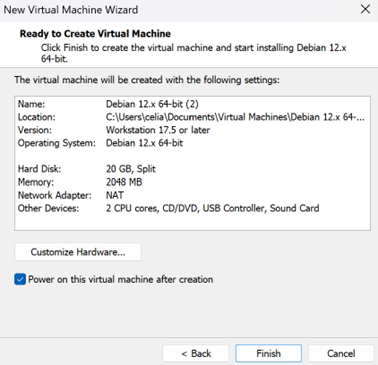 New Virtual Machine Wizard
Ready to Create Virtual Machine
Click Finish to create the virtual machine and start installing Debian 12.x
64-bit.
The virtual machine will be created with the following settings:
Name: Debian 12.x 64-bit (2)
Location: C:\Users\celia\Documents\Virtual Machines\Debian 12.x 64-...
Version: Workstation 17.5 or later
Operating System: Debian 12.x 64-bit
Hard Disk: 20 GB, Split
Memory: 2048 MB
Network Adapter: NAT
Other Devices: 2 CPU cores, CD/DVD, USB Controller, Sound Card
Customize Hardware...
Power on this virtual machine after creation
< Back Finish Cancel